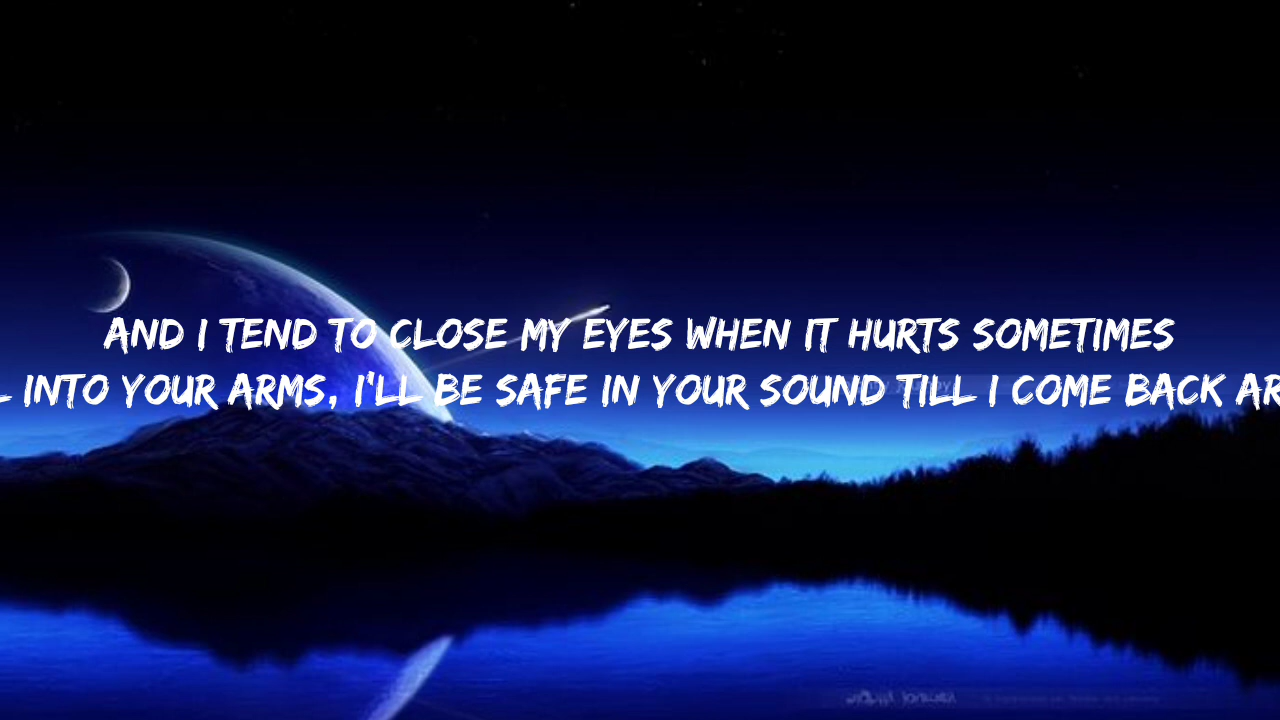 AND I TEND TO CLOSE MY EYES WHEN IT HURTS SOMETIMES
INTO YOUR ARMS, I'LL BE SAFE IN YOUR SOUND TILL I COME BACK